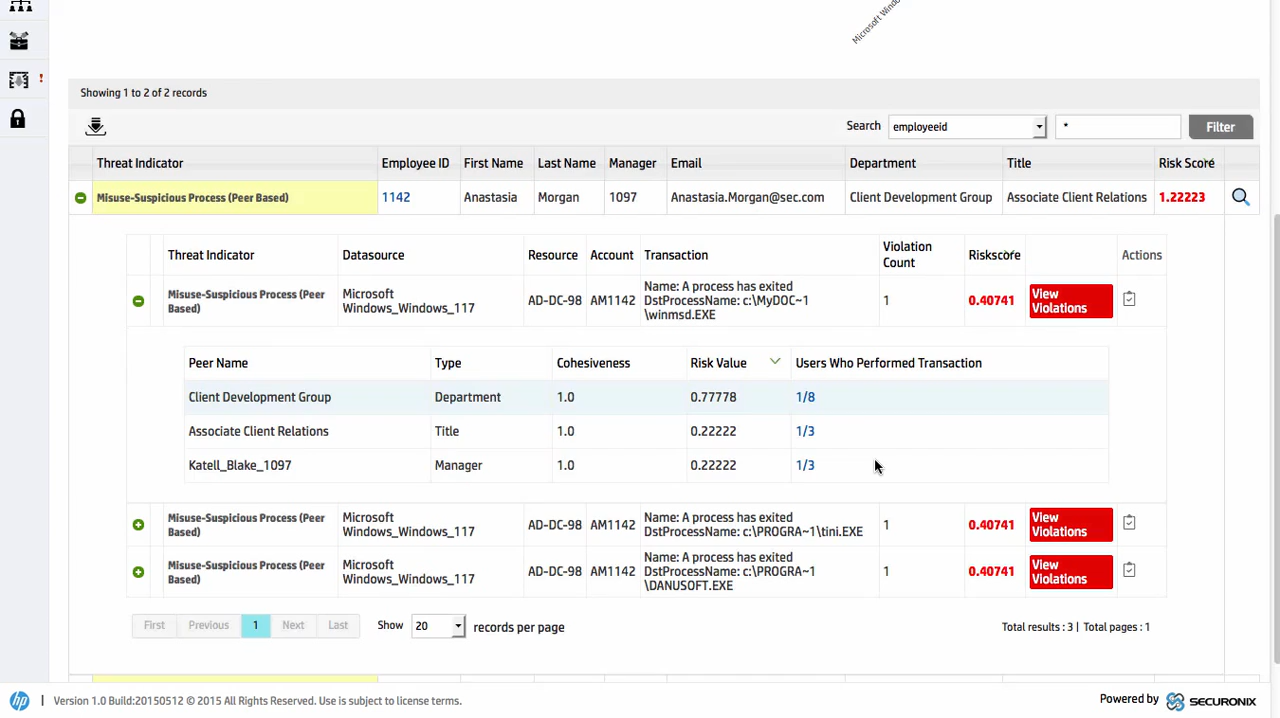 Microsoft Windo
Showing 1 to 2 of 2 records
Search employeeid * Filter
Threat Indicator Employee ID First Name Last Name Manager Email Department Title Risk Score
Misuse-Suspicious Process (Peer Based) 1142 Anastasia Morgan 1097 Anastasia.Morgan@sec.com Client Development Group Associate Client Relations 1.22223
Threat Indicator Datasource Resource Account Transaction Violation Count Riskscore Actions
Misuse-Suspicious Process (Peer Based) Microsoft Windows_Windows_117 AD-DC-98 AM1142 Name: A process has exited DstProcessName: c:\MyDOC~1 \winmsd.EXE 1 0.40741 View Violations
Peer Name Type Cohesiveness Risk Value Users Who Performed Transaction
Client Development Group Department 1.0 0.77778 1/8
Associate Client Relations Title 1.0 0.22222 1/3
Katell_Blake_1097 Manager 1.0 0.22222 1/3
Misuse-Suspicious Process (Peer Based) Microsoft Windows_Windows_117 AD-DC-98 AM1142 Name: A process has exited DstProcessName: c:\PROGRA~1\tini.EXE 1 0.40741 View Violations
Misuse-Suspicious Process (Peer Based) Microsoft Windows_Windows_117 AD-DC-98 AM1142 Name: A process has exited DstProcessName: c:\PROGRA~1 \DANUSOFT.EXE 1 0.40741 View Violations
First Previous 1 Next Last Show 20 records per page Total results : 3 | Total pages : 1
hp | Version 1.0 Build:20150512 © 2015 All Rights Reserved. Use is subject to license terms. Powered by SECURONIX